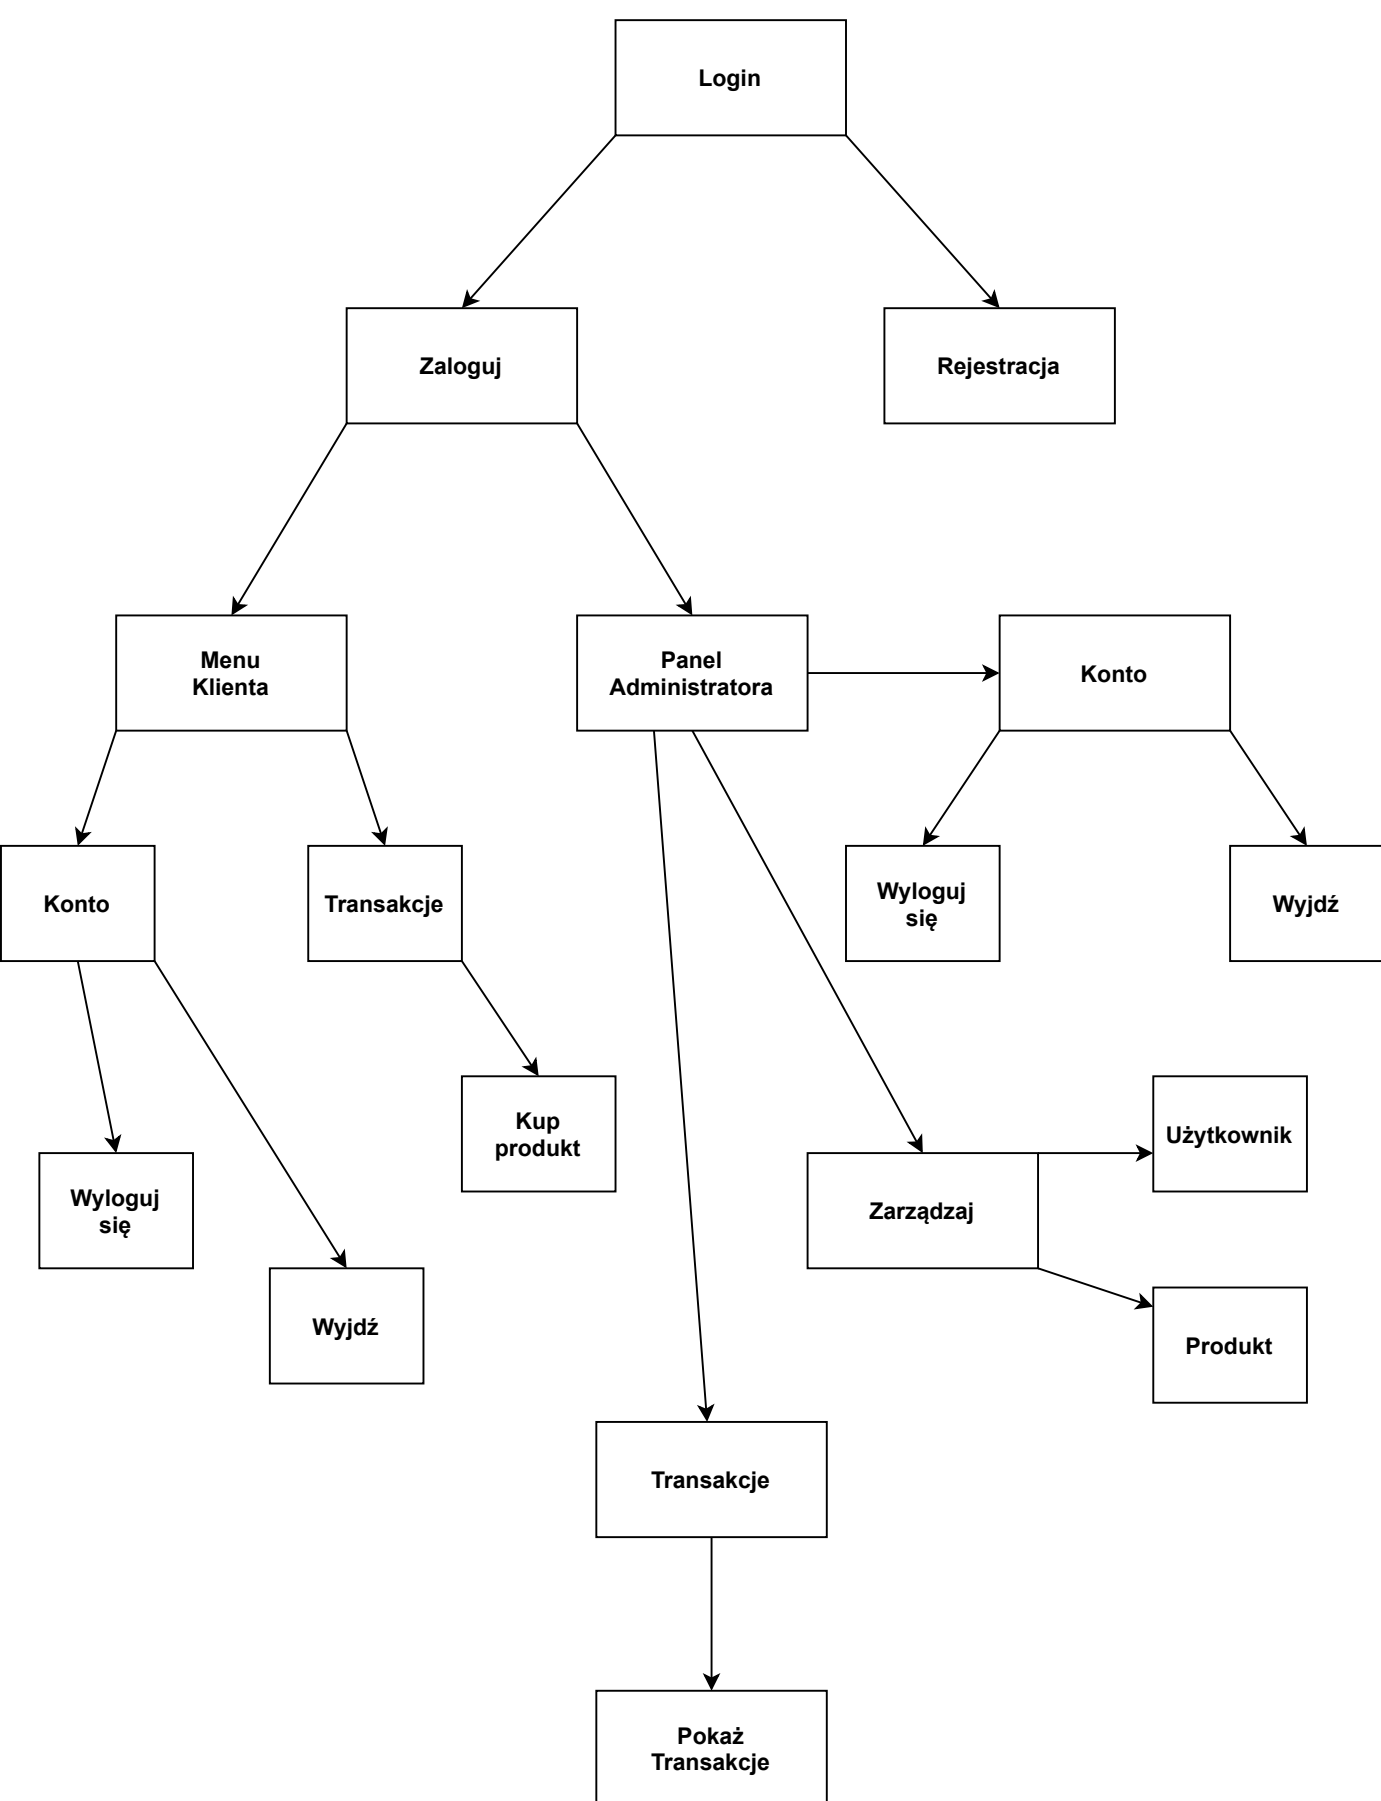 Login
Zaloguj
Rejestracja
Menu
Klienta
Panel
Administratora
Konto
Konto
Transakcje
Wyloguj
się
Wyjdź
Kup
produkt
Użytkownik
Wyloguj
się
Zarządzaj
Wyjdź
Produkt
Transakcje
Pokaż
Transakcje